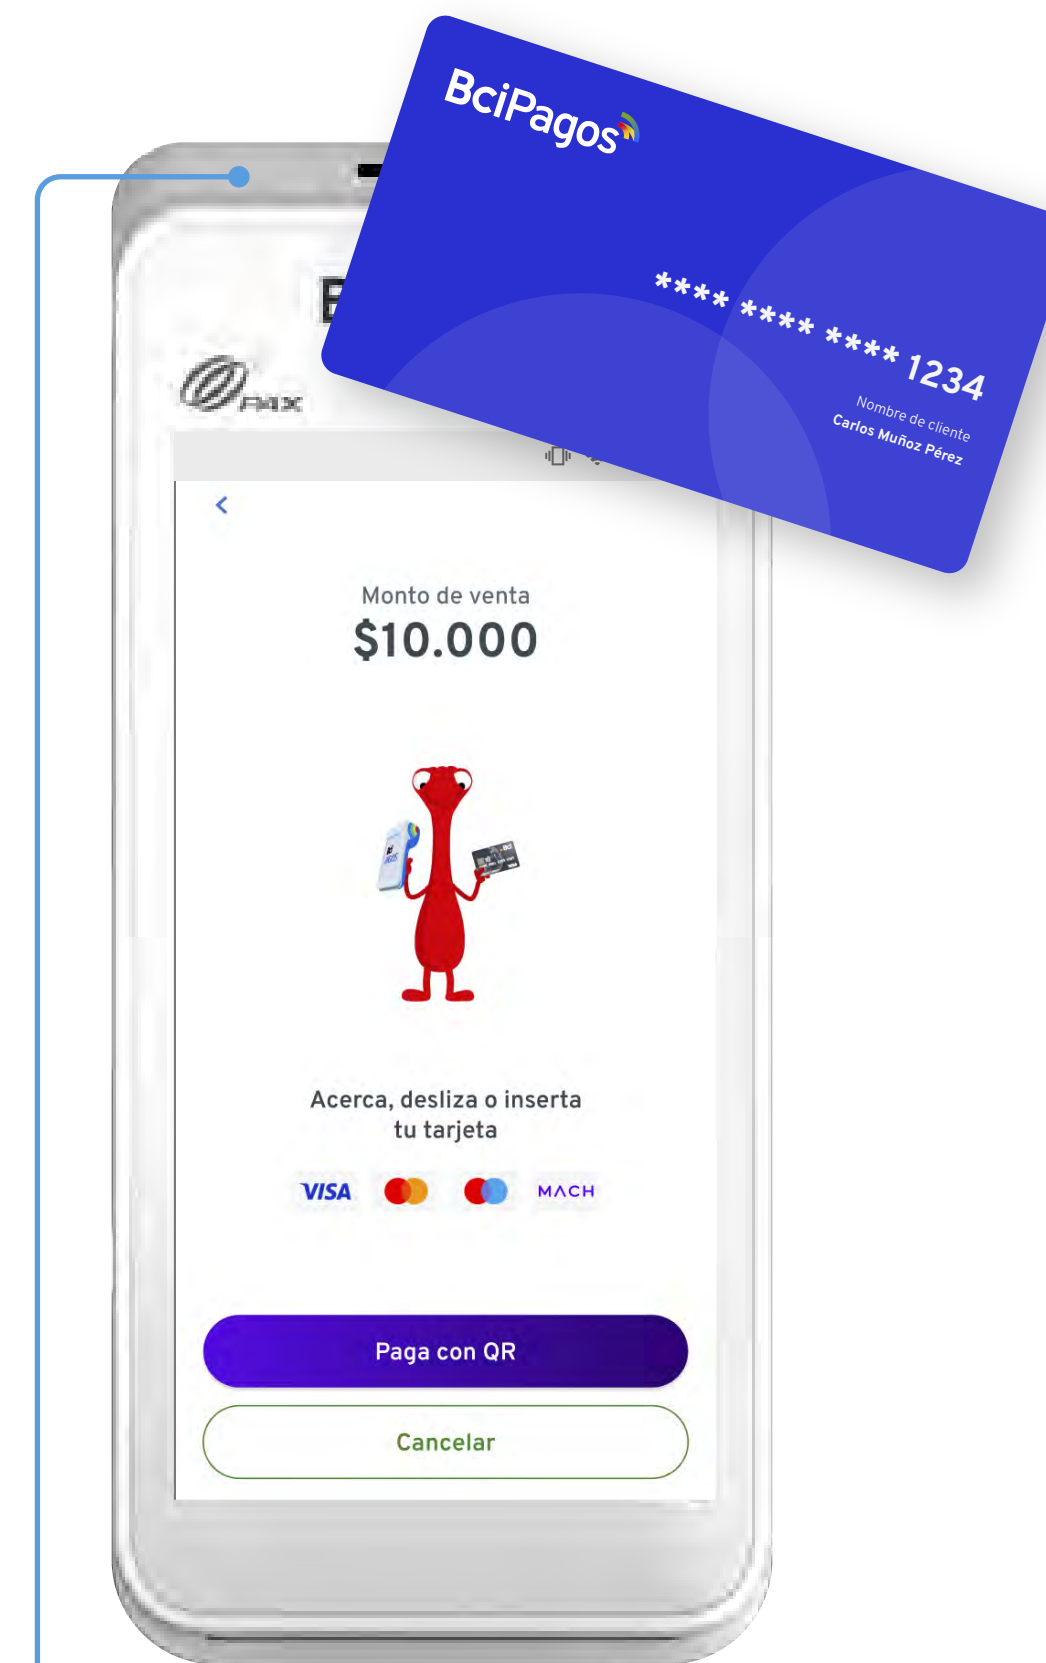 BciPagos
**** **** **** 1234
Nombre de cliente
Carlos Muñoz Pérez
PAX
Monto de venta
$10.000
Acerca, desliza o inserta
tu tarjeta
VISA MACH
Paga con QR
Cancelar